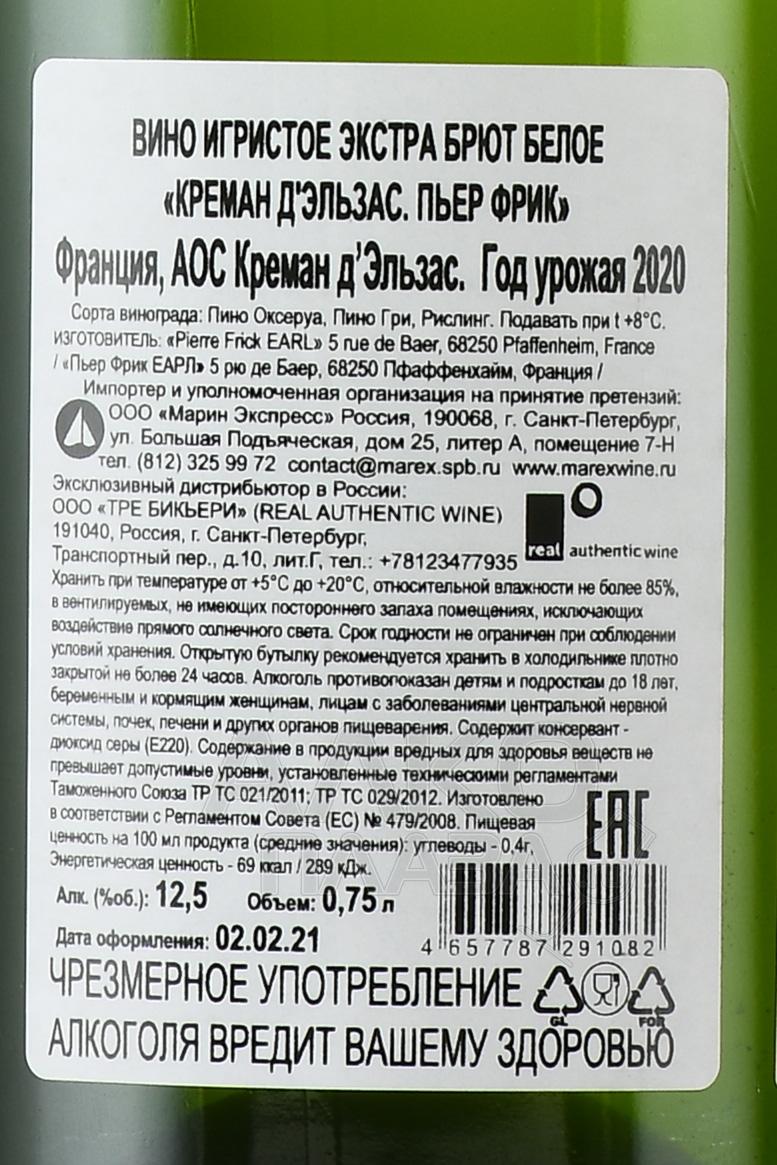 ВИНО ИГРИСТОЕ ЭКСТРА БРЮТ БЕЛОЕ
«КРЕМАН Д'ЭЛЬЗАС. ПЬЕР ФРИК»
Франция, АОС Креман д'Эльзас. Год урожая 2020
Сорта винограда: Пино Оксеруа, Пино Гри, Рислинг. Подавать при t +8°C.
ИЗГОТОВИТЕЛЬ: «Pierre Frick EARL» 5 rue de Baer, 68250 Pfaffenheim, France
/ «Пьер Фрик ЕАРЛ» 5 рю де Баер, 68250 Пфаффенхайм, Франция /
Импортер и уполномоченная организация на принятие претензий:
ООО «Марин Экспресс» Россия, 190068, г. Санкт-Петербург,
ул. Большая Подъяческая, дом 25, литер А, помещение 7-Н
тел. (812) 325 99 72 contact@marex.spb.ru www.marexwine.ru
Эксклюзивный дистрибьютор в России:
ООО «ТРЕ БИКЬЕРИ» (REAL AUTHENTIC WINE)
191040, Россия, г. Санкт-Петербург,
Транспортный пер., д.10, лит.Г, тел.: +78123477935
real authentic wine
Хранить при температуре от +5°C до +20°C, относительной влажности не более 85%,
в вентилируемых, не имеющих постороннего запаха помещениях, исключающих
воздействие прямого солнечного света. Срок годности не ограничен при соблюдении
условий хранения. Открытую бутылку рекомендуется хранить в холодильнике плотно
закрытой не более 24 часов. Алкоголь противопоказан детям и подросткам до 18 лет,
беременным и кормящим женщинам, лицам с заболеваниями центральной нервной
системы, почек, печени и других органов пищеварения. Содержит консервант -
диоксид серы (E220). Содержание в продукции вредных для здоровья веществ не
превышает допустимые уровни, установленные техническими регламентами
Таможенного Союза ТР ТС 021/2011; ТР ТС 029/2012. Изготовлено
в соответствии с Регламентом Совета (ЕС) № 479/2008. Пищевая
ценность на 100 мл продукта (средние значения): углеводы - 0,4г,
Энергетическая ценность - 69 ккал / 289 кДж.
EAC
Алк. (%об.): 12,5 Объем: 0,75 л
Дата оформления: 02.02.21
4 657787 291082
ЧРЕЗМЕРНОЕ УПОТРЕБЛЕНИЕ
GL FOR
АЛКОГОЛЯ ВРЕДИТ ВАШЕМУ ЗДОРОВЬЮ